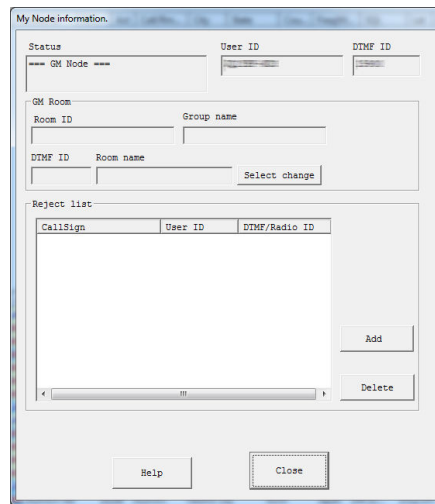 My Node information.
Status
User ID
DTMF ID
=== GM Node ===
GM Room
Room ID
Group name
DTMF ID
Room name
Select change
Reject list
CallSign
User ID
DTMF/Radio ID
Add
Delete
Help
Close